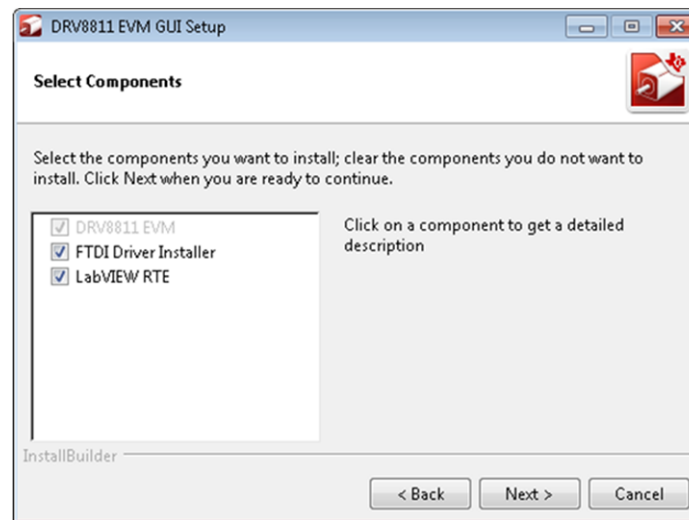 DRV8811 EVM GUI Setup
Select Components
Select the components you want to install; clear the components you do not want to
install. Click Next when you are ready to continue.
DRV8811 EVM
FTDI Driver Installer
LabVIEW RTE
Click on a component to get a detailed
description
InstallBuilder
< Back
Next >
Cancel